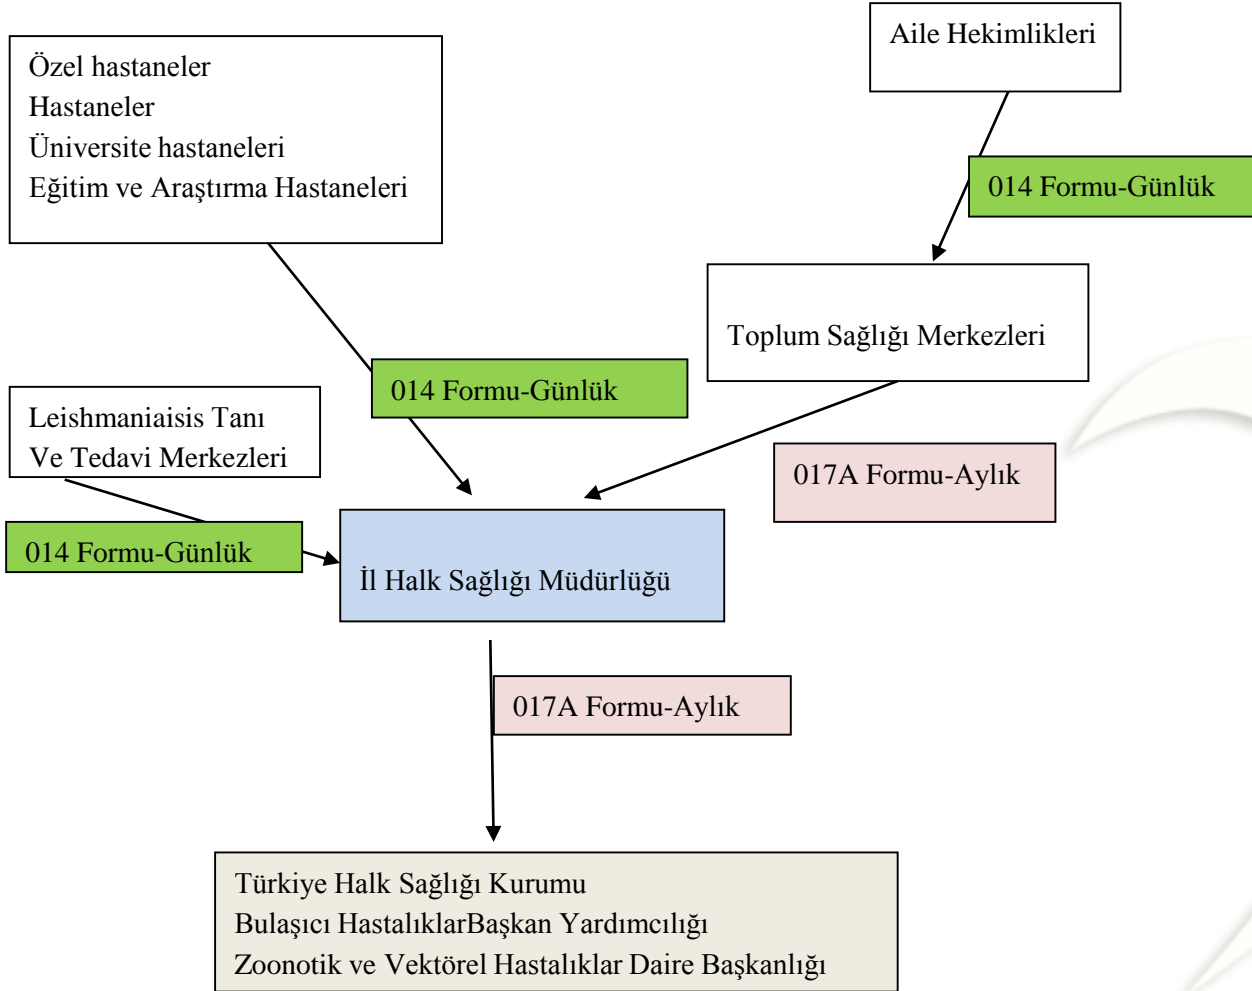 Aile Hekimlikleri
Özel hastaneler
Hastaneler
Üniversite hastaneleri
Eğitim ve Araştırma Hastaneleri
014 Formu-Günlük
Toplum Sağlığı Merkezleri
014 Formu-Günlük
Leishmaniaisis Tanı
Ve Tedavi Merkezleri
017A Formu-Aylık
014 Formu-Günlük
İl Halk Sağlığı Müdürlüğü
017A Formu-Aylık
Türkiye Halk Sağlığı Kurumu
Bulaşıcı HastalıklarBaşkan Yardımcılığı
Zoonotik ve Vektörel Hastalıklar Daire Başkanlığı